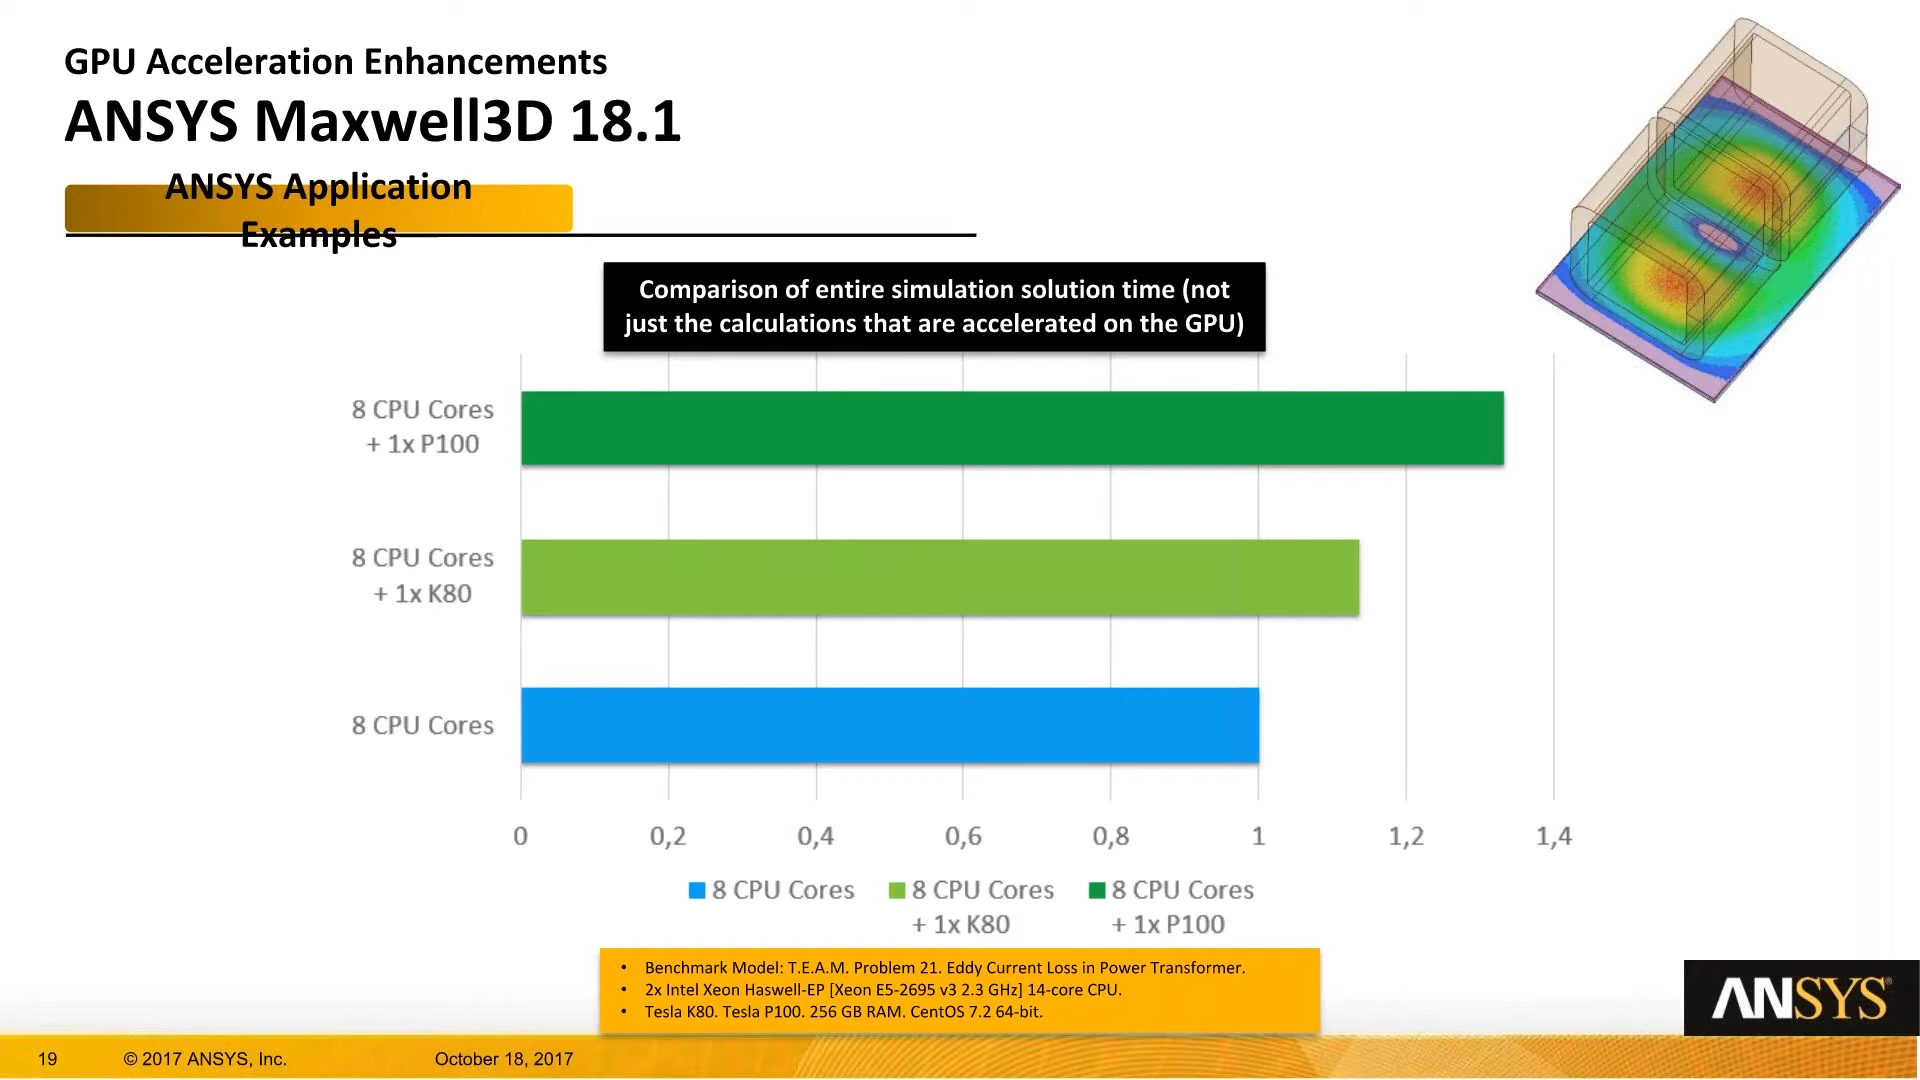 GPU Acceleration Enhancements
ANSYS Maxwell3D 18.1
ANSYS Application
Examples
Comparison of entire simulation solution time (not
just the calculations that are accelerated on the GPU)
8 CPU Cores
+ 1x P100
8 CPU Cores
+ 1x K80
8 CPU Cores
0 0,2 0,4 0,6 0,8 1 1,2 1,4
8 CPU Cores 8 CPU Cores 8 CPU Cores
+ 1x K80 + 1x P100
• Benchmark Model: T.E.A.M. Problem 21. Eddy Current Loss in Power Transformer.
• 2x Intel Xeon Haswell-EP [Xeon E5-2695 v3 2.3 GHz] 14-core CPU.
• Tesla K80. Tesla P100. 256 GB RAM. CentOS 7.2 64-bit.
ANSYS®
19 © 2017 ANSYS, Inc. October 18, 2017